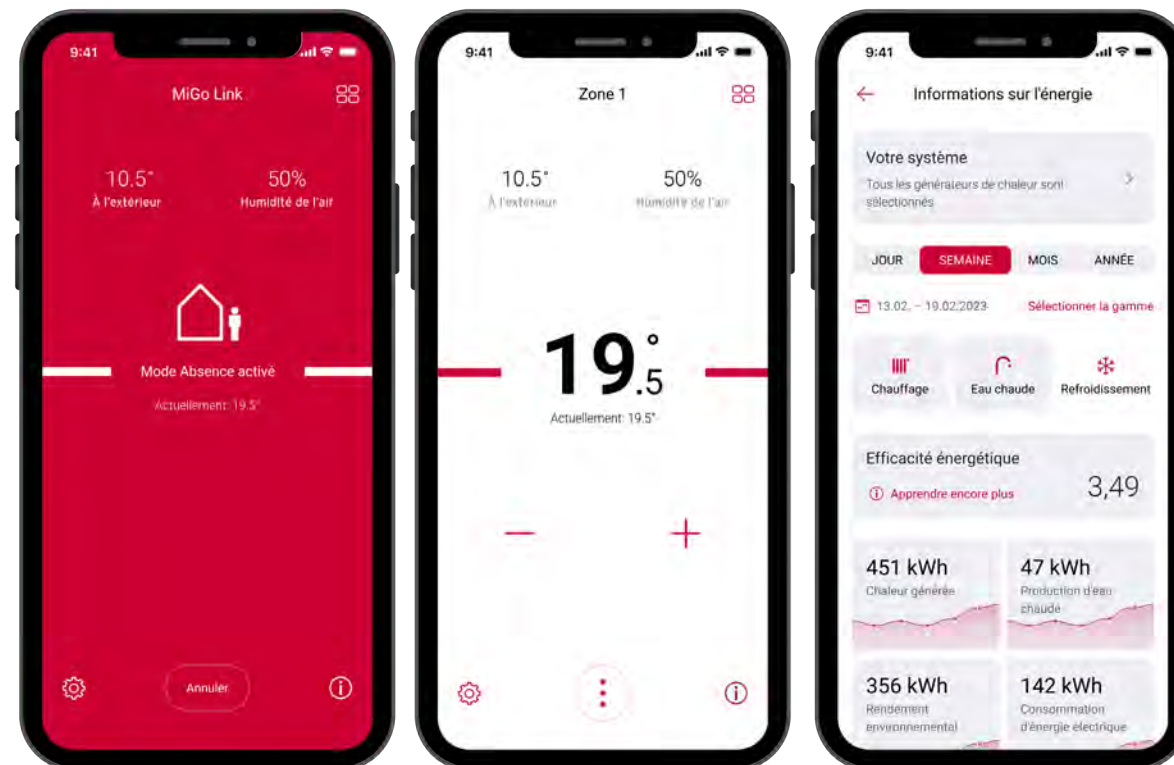 9:41
MiGo Link
10.5°
À l'extérieur
50%
Humidité de l'air
Mode Absence activé
Actuellement: 19.5°
Annuler
9:41
Zone 1
10.5°
À l'extérieur
50%
Humidité de l'air
19.5°
Actuellement: 19.5°
9:41
Informations sur l'énergie
Votre système
Tous les générateurs de chaleur sont
sélectionnés
JOUR
SEMAINE
MOIS
ANNÉE
13.02. – 19.02.2023
Sélectionner la gamme
Chauffage
Eau chaude
Refroidissement
Efficacité énergétique
Apprendre encore plus
3,49
451 kWh
Chaleur générée
47 kWh
Production d'eau
chaude
356 kWh
Rendement
environnemental
142 kWh
Consommation
d'énergie électrique